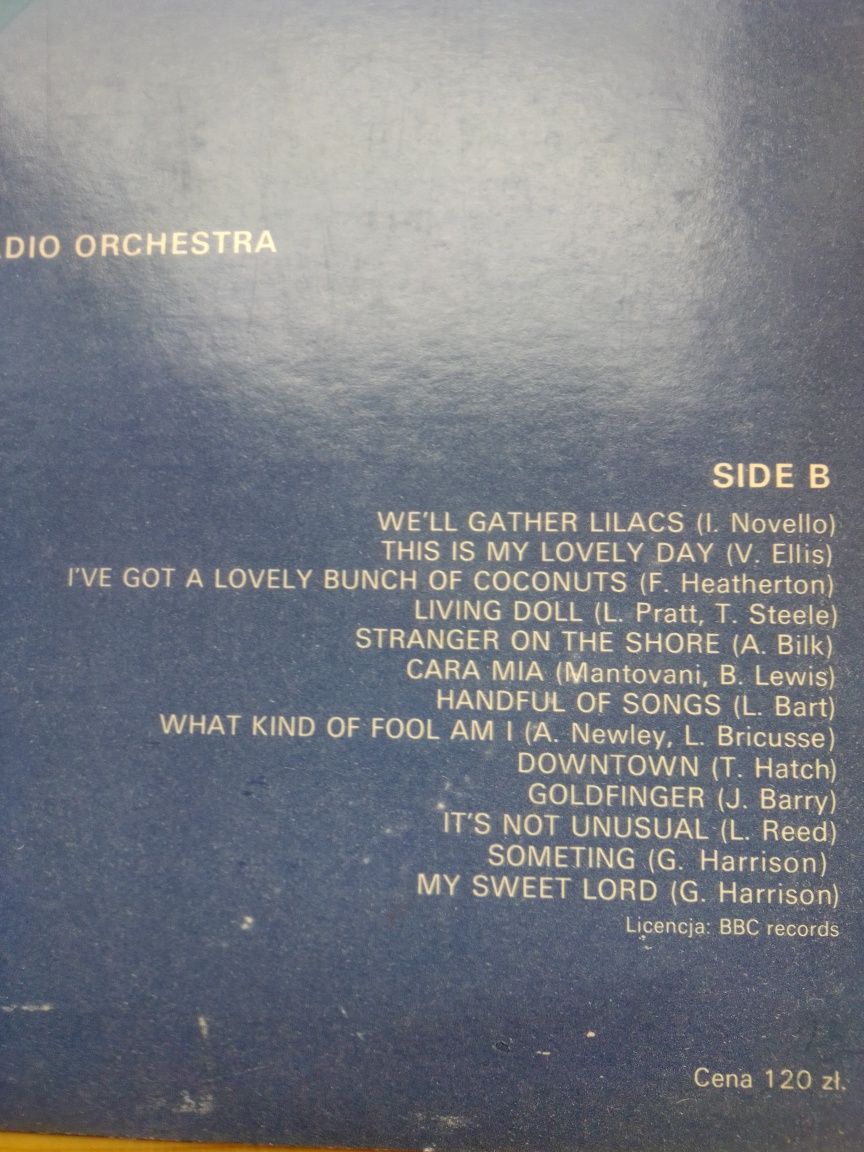 ADIO ORCHESTRA
SIDE B
WE'LL GATHER LILACS (I. Novello)
THIS IS MY LOVELY DAY (V. Ellis)
I'VE GOT A LOVELY BUNCH OF COCONUTS (F. Heatherton)
LIVING DOLL (L. Pratt, T. Steele)
STRANGER ON THE SHORE (A. Bilk)
CARA MIA (Mantovani, B. Lewis)
HANDFUL OF SONGS (L. Bart)
WHAT KIND OF FOOL AM I (A. Newley, L. Bricusse)
DOWNTOWN (T. Hatch)
GOLDFINGER (J. Barry)
IT'S NOT UNUSUAL (L. Reed)
SOMETING (G. Harrison)
MY SWEET LORD (G. Harrison)
Licencja: BBC records
Cena 120 zł.